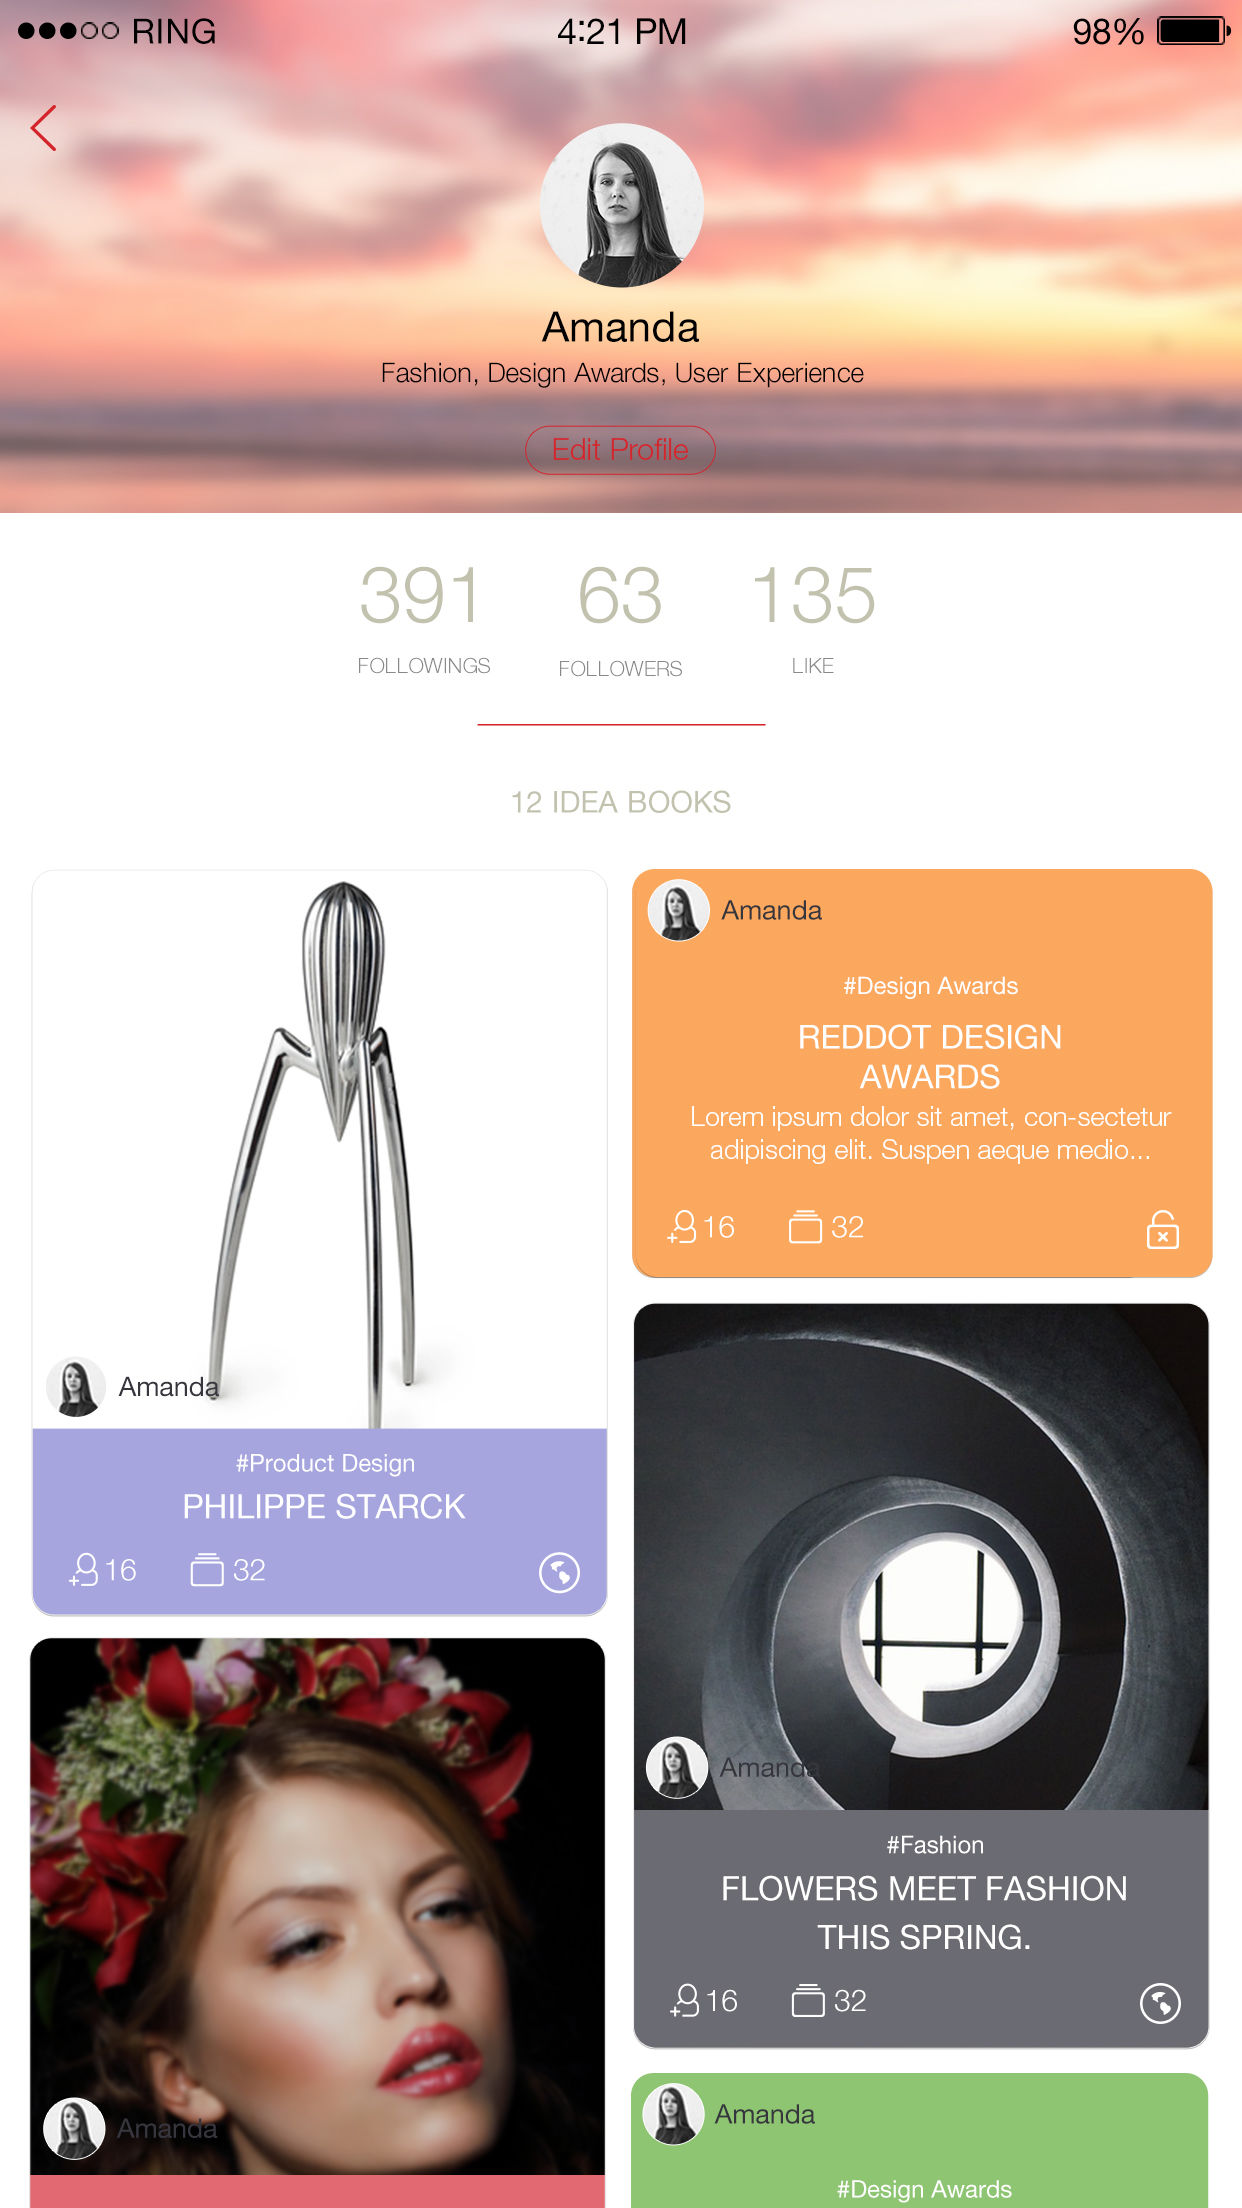 RING
4:21 PM
98%
Amanda
Fashion, Design Awards, User Experience
Edit Profile
391
63
135
FOLLOWINGS
FOLLOWERS
LIKE
12 IDEA BOOKS
Amanda
#Product Design
PHILIPPE STARCK
16
32
Amanda
Amanda
#Design Awards
REDDOT DESIGN
AWARDS
Lorem ipsum dolor sit amet, con-sectetur
adipiscing elit. Suspen aeque medio...
16
32
Amanda
#Fashion
FLOWERS MEET FASHION
THIS SPRING.
16
32
Amanda
#Design Awards